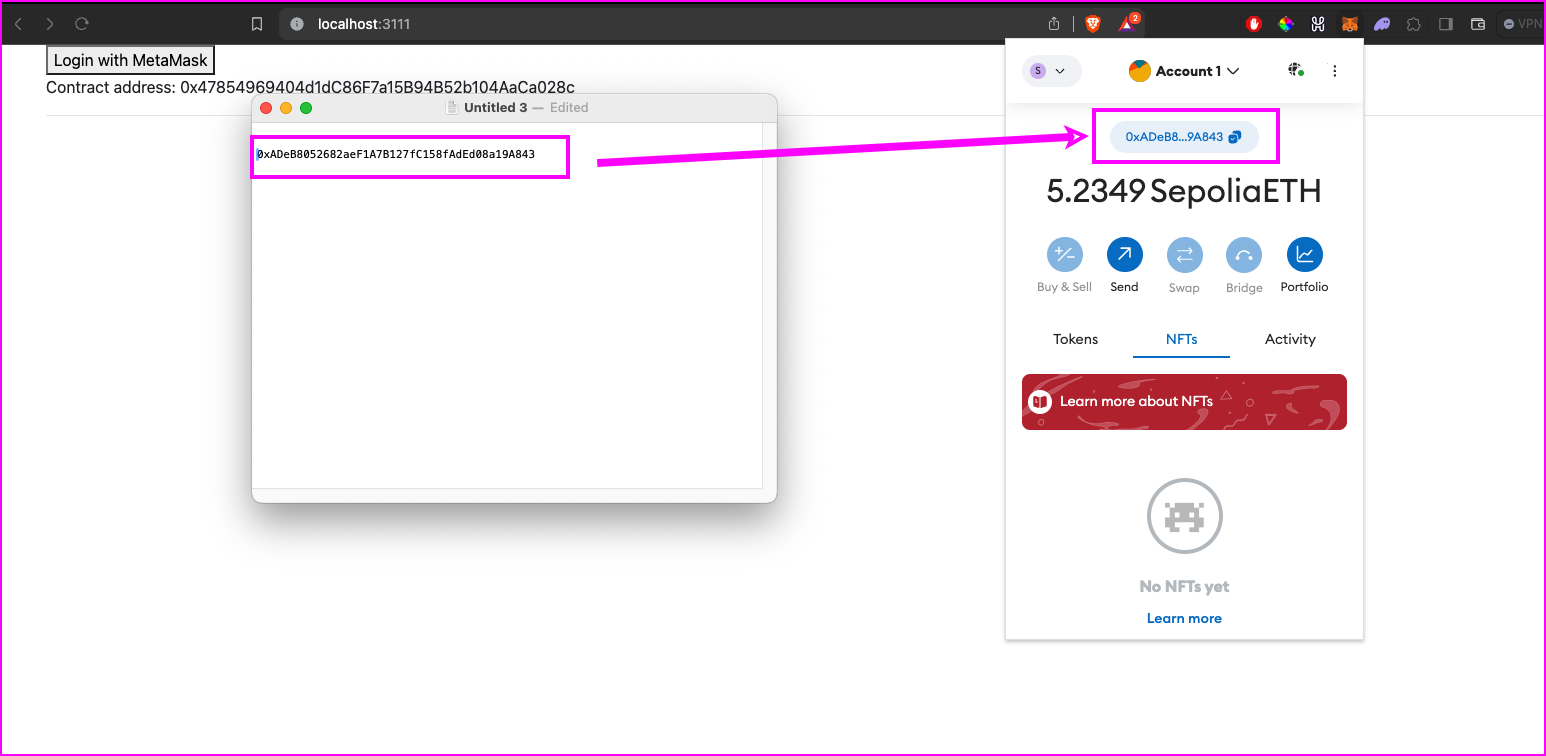 localhost:3111
2
VPN
Login with MetaMask
Contract address: 0x47854969404d1dC86F7a15B94B52b104AaCa028c
Untitled 3 — Edited
0xADeB8052682aeF1A7B127fC158fAdEd08a19A843
S
Account 1
0xADeB8...9A843
5.2349 SepoliaETH
Buy & Sell
Send
Swap
Bridge
Portfolio
Tokens
NFTs
Activity
Learn more about NFTs
No NFTs yet
Learn more